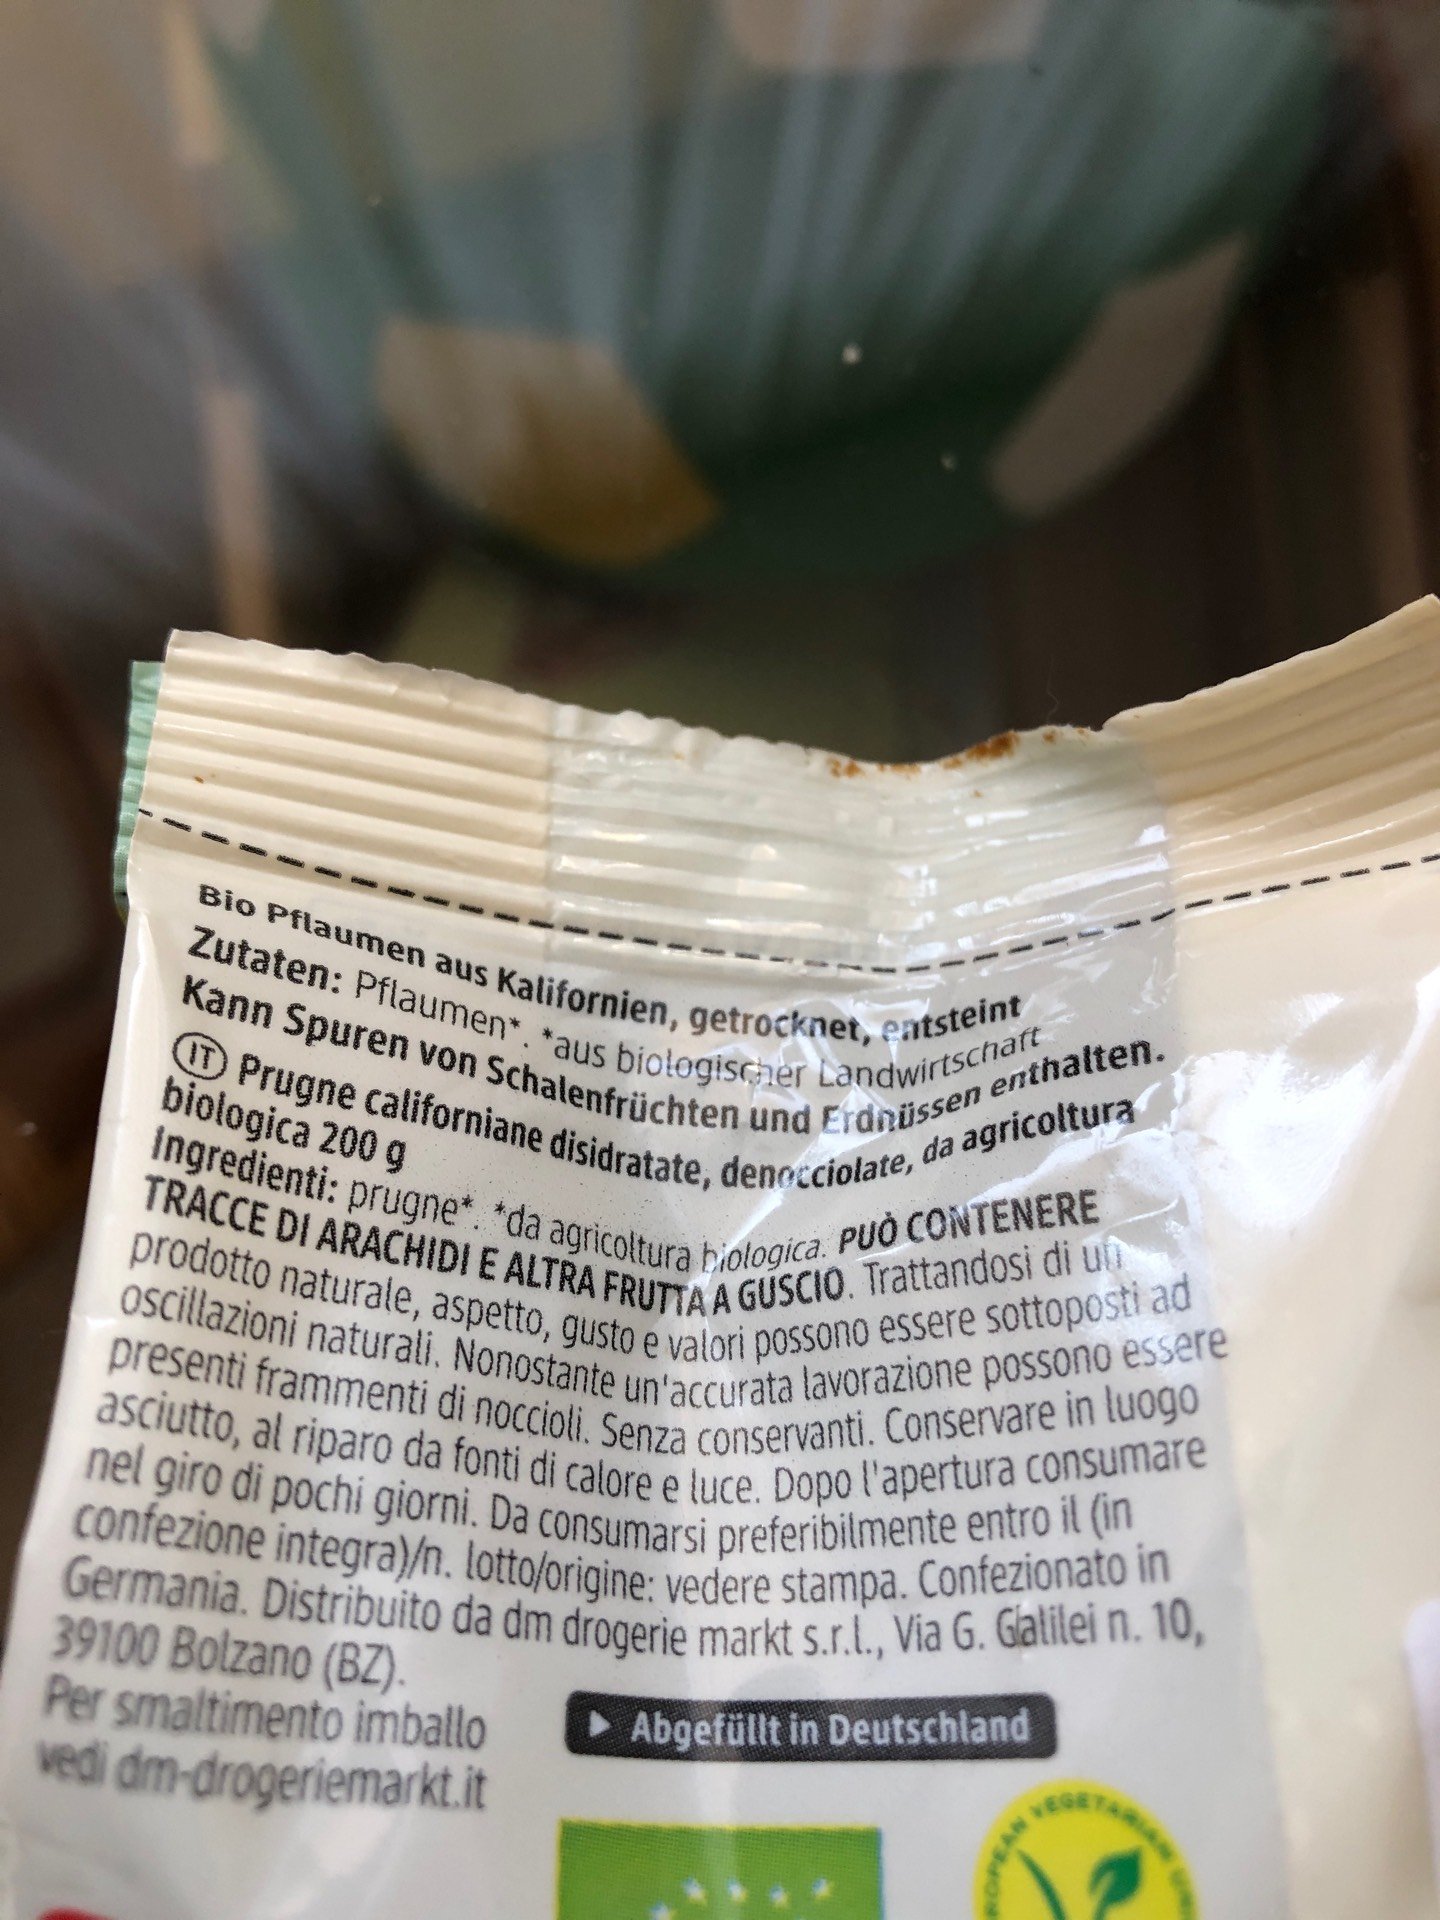 Bio Pflaumen aus Kalifornien, getrocknet, entsteint
Zutaten: Pflaumen*. *aus biologischer Landwirtschaft
Kann Spuren von Schalenfrüchten und Erdnüssen enthalten.
IT Prugne californiane disidratate, denocciolate, da agricoltura
biologica 200 g
Ingredienti: prugne*. *da agricoltura biologica. PUÒ CONTENERE
TRACCE DI ARACHIDI E ALTRA FRUTTA A GUSCIO. Trattandosi di un
prodotto naturale, aspetto, gusto e valori possono essere sottoposti ad
oscillazioni naturali. Nonostante un'accurata lavorazione possono essere
presenti frammenti di noccioli. Senza conservanti. Conservare in luogo
asciutto, al riparo da fonti di calore e luce. Dopo l'apertura consumare
nel giro di pochi giorni. Da consumarsi preferibilmente entro il (in
confezione integra)/n. lotto/origine: vedere stampa. Confezionato in
Germania. Distribuito da dm drogerie markt s.r.l., Via G. Galilei n. 10,
39100 Bolzano (BZ).
Per smaltimento imballo
vedi dm-drogeriemarkt.it
Abgefüllt in Deutschland
EUROPEAN VEGETARIAN UNION